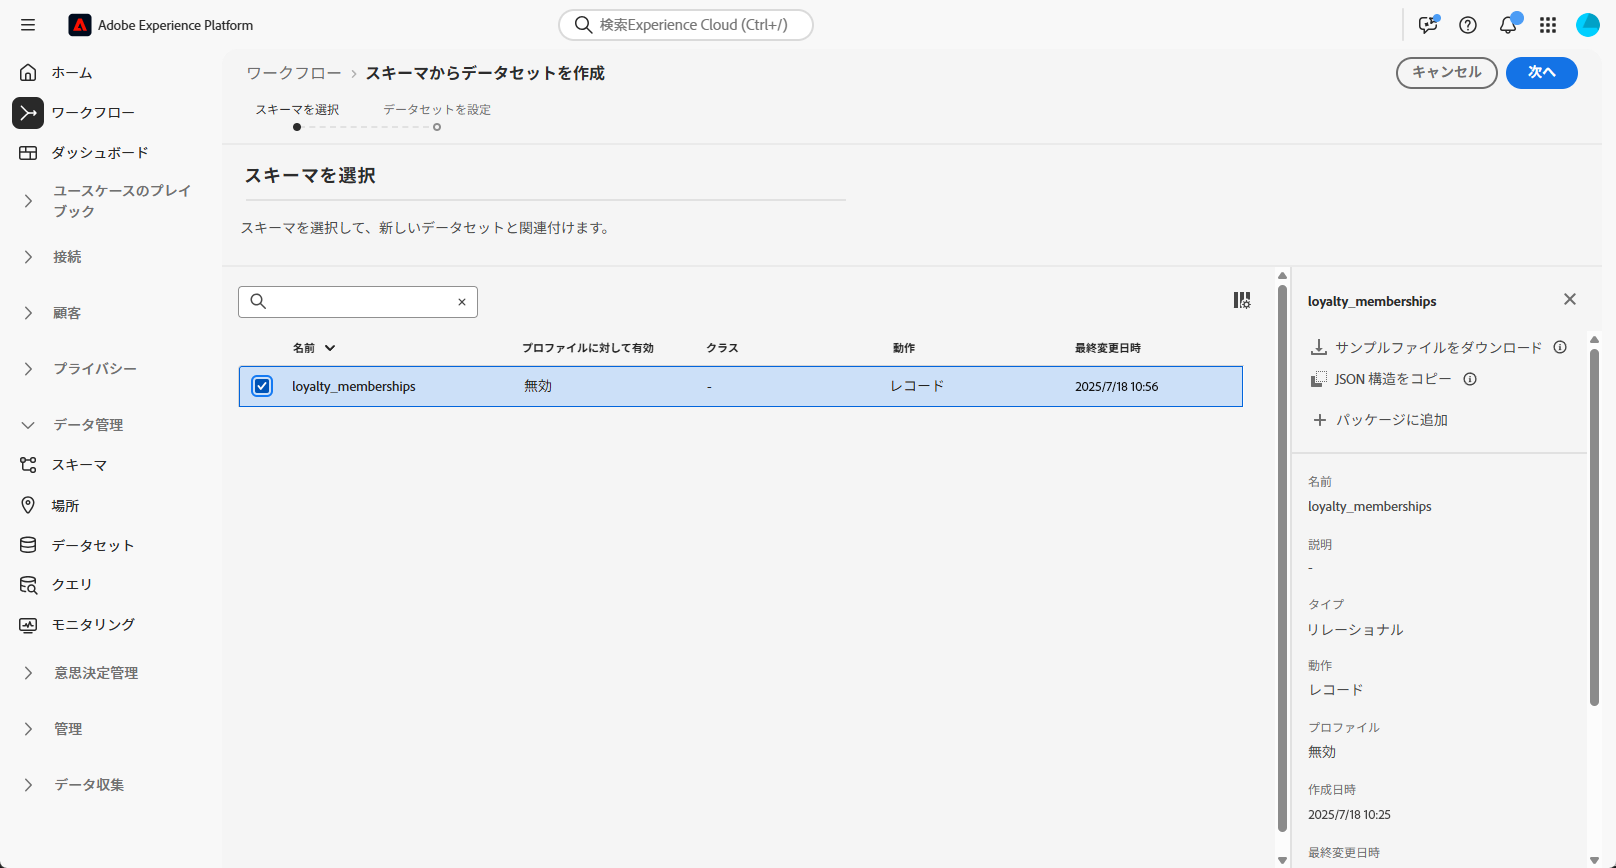 Adobe Experience Platform
検索Experience Cloud (Ctrl+/)
ホーム
ワークフロー
ダッシュボード
ユースケースのプレイ
ブック
接続
顧客
プライバシー
データ管理
スキーマ
場所
データセット
クエリ
モニタリング
意思決定管理
管理
データ収集
ワークフロー › スキーマからデータセットを作成
キャンセル
次へ
スキーマを選択
データセットを設定
スキーマを選択
スキーマを選択して、新しいデータセットと関連付けます。
名前 プロファイルに対して有効 クラス 動作 最終変更日時
loyalty_memberships 無効 - レコード 2025/7/18 10:56
loyalty_memberships
サンプルファイルをダウンロード
JSON 構造をコピー
パッケージに追加
名前
loyalty_memberships
説明
-
タイプ
リレーショナル
動作
レコード
プロファイル
無効
作成日時
2025/7/18 10:25
最終変更日時